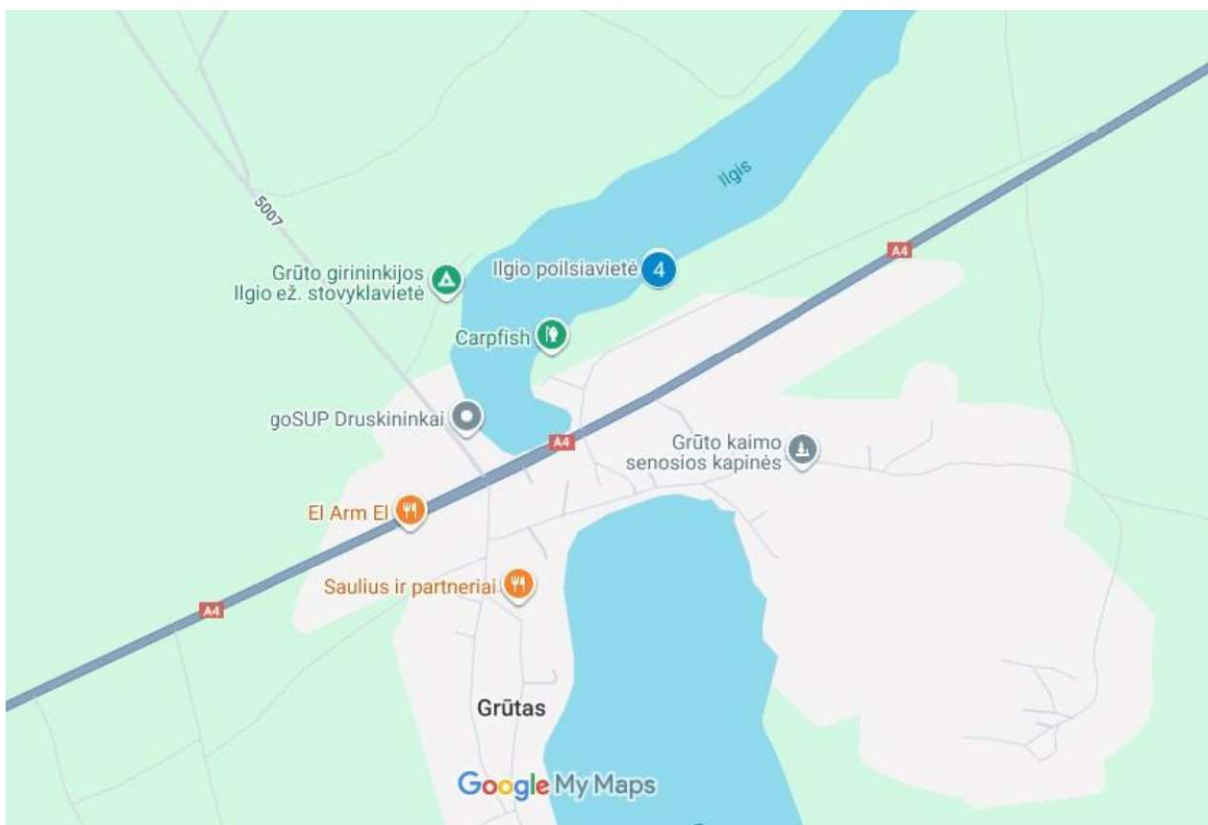 Ilgis
5007
A4
Ilgio poilsiavietė 4
Grūto girininkijos
Ilgio ež. stovyklavietė
Carpfish
goSUP Druskininkai
A4
Grūto kaimo
senosios kapinės
El Arm El
Saulius ir partneriai
A4
Grūtas
Google My Maps